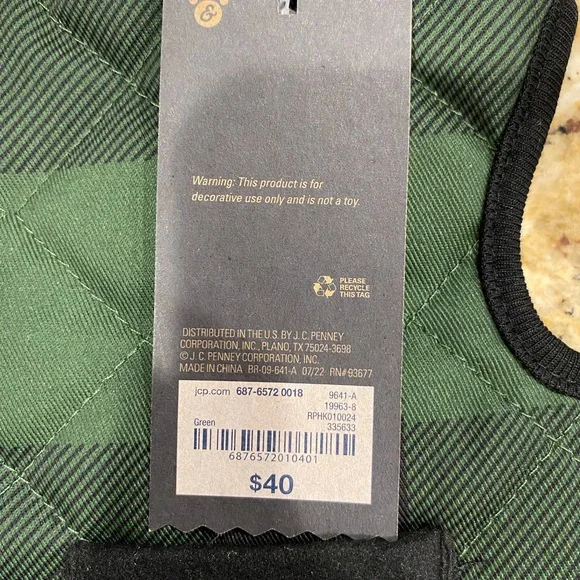 &
Warning: This product is for
decorative use only and is not a toy.
PLEASE
RECYCLE
THIS TAG
DISTRIBUTED IN THE U.S. BY J. C. PENNEY
CORPORATION, INC., PLANO, TX 75024-3698
© J. C. PENNEY CORPORATION, INC.
MADE IN CHINA BR-09-641-A 07/22 RN# 93677
jcp.com 687-6572 0018 9641-A
19963-8
RPHK010024
Green 335633
6876572010401
$40